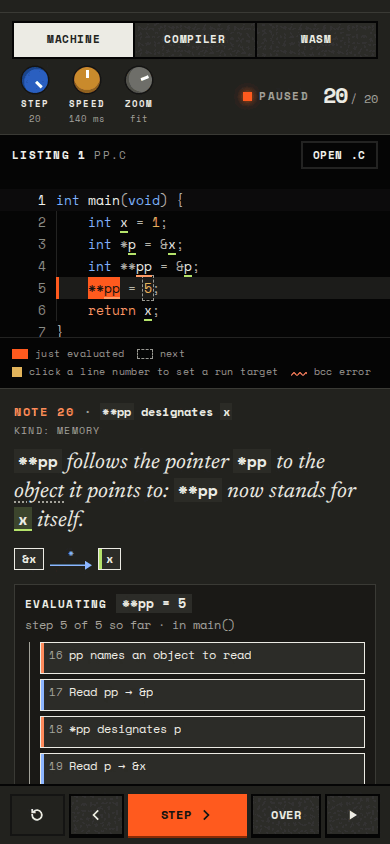 MACHINE COMPILER WASM
STEP SPEED ZOOM
20 140 ms fit
PAUSED 20 / 20
LISTING 1 PP.C OPEN .C
1 int main(void) {
2 int x = 1;
3 int *p = &x;
4 int **pp = &p;
5 **pp = 5;
6 return x;
7 }
just evaluated next
click a line number to set a run target bcc error
NOTE 20 · **pp designates x
KIND: MEMORY
**pp follows the pointer *pp to the
object it points to: **pp now stands for
x itself.
&x * x
EVALUATING **pp = 5
step 5 of 5 so far · in main()
16 pp names an object to read
17 Read pp → &p
18 *pp designates p
19 Read p → &x
STEP OVER